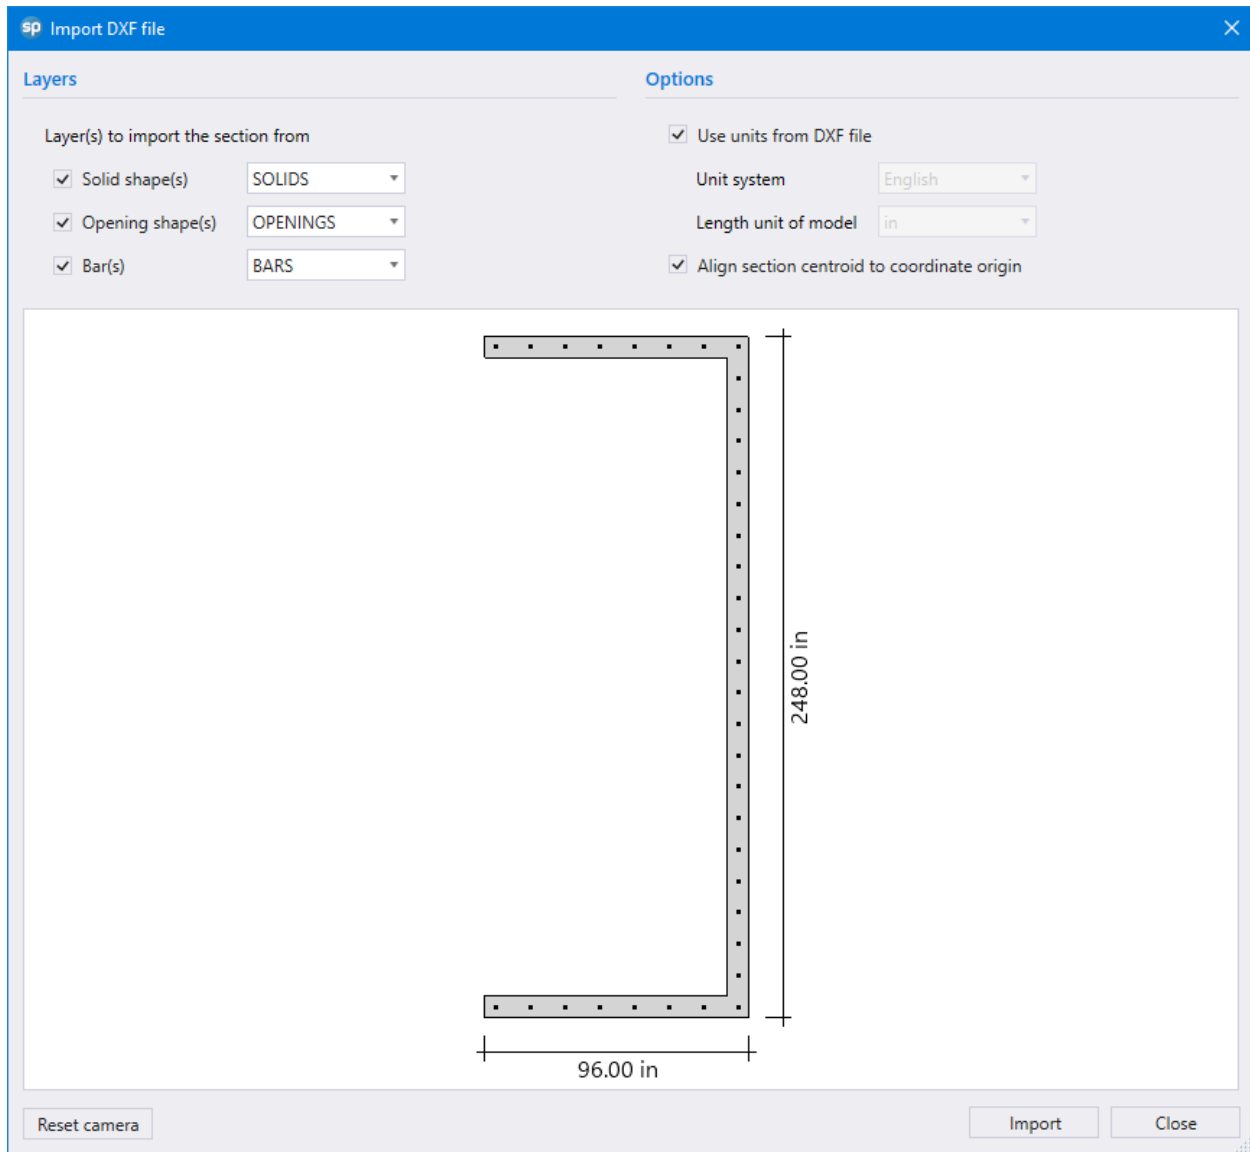 sp Import DXF file
Layers
Options
Layer(s) to import the section from
Use units from DXF file
Solid shape(s) SOLIDS
Unit system English
Opening shape(s) OPENINGS
Length unit of model in
Bar(s) BARS
Align section centroid to coordinate origin
248.00 in
96.00 in
Reset camera
Import
Close